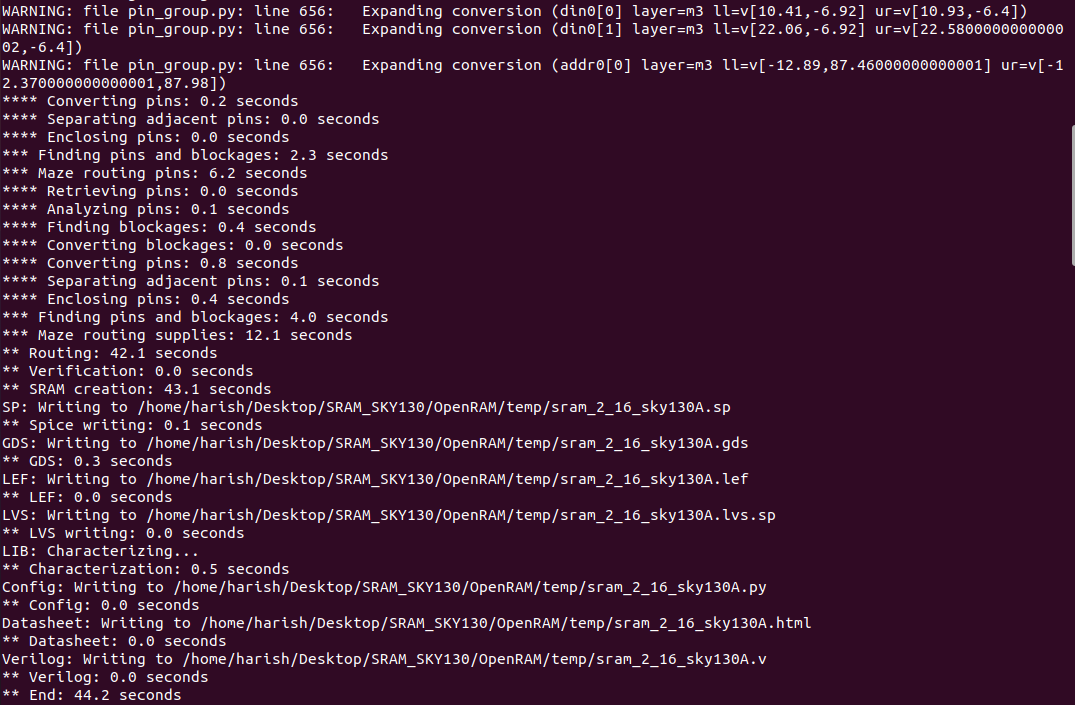 WARNING: file pin_group.py: line 656:   Expanding conversion (din0[0] layer=m3 ll=v[10.41,-6.92] ur=v[10.93,-6.4])
WARNING: file pin_group.py: line 656:   Expanding conversion (din0[1] layer=m3 ll=v[22.06,-6.92] ur=v[22.5800000000000
02,-6.4])
WARNING: file pin_group.py: line 656:   Expanding conversion (addr0[0] layer=m3 ll=v[-12.89,87.46000000000001] ur=v[-1
2.370000000000001,87.98])
**** Converting pins: 0.2 seconds
**** Separating adjacent pins: 0.0 seconds
**** Enclosing pins: 0.0 seconds
*** Finding pins and blockages: 2.3 seconds
*** Maze routing pins: 6.2 seconds
**** Retrieving pins: 0.0 seconds
**** Analyzing pins: 0.1 seconds
**** Finding blockages: 0.4 seconds
**** Converting blockages: 0.0 seconds
**** Converting pins: 0.8 seconds
**** Separating adjacent pins: 0.1 seconds
**** Enclosing pins: 0.4 seconds
*** Finding pins and blockages: 4.0 seconds
*** Maze routing supplies: 12.1 seconds
** Routing: 42.1 seconds
** Verification: 0.0 seconds
** SRAM creation: 43.1 seconds
SP: Writing to /home/harish/Desktop/SRAM_SKY130/OpenRAM/temp/sram_2_16_sky130A.sp
** Spice writing: 0.1 seconds
GDS: Writing to /home/harish/Desktop/SRAM_SKY130/OpenRAM/temp/sram_2_16_sky130A.gds
** GDS: 0.3 seconds
LEF: Writing to /home/harish/Desktop/SRAM_SKY130/OpenRAM/temp/sram_2_16_sky130A.lef
** LEF: 0.0 seconds
LVS: Writing to /home/harish/Desktop/SRAM_SKY130/OpenRAM/temp/sram_2_16_sky130A.lvs.sp
** LVS writing: 0.0 seconds
LIB: Characterizing...
** Characterization: 0.5 seconds
Config: Writing to /home/harish/Desktop/SRAM_SKY130/OpenRAM/temp/sram_2_16_sky130A.py
** Config: 0.0 seconds
Datasheet: Writing to /home/harish/Desktop/SRAM_SKY130/OpenRAM/temp/sram_2_16_sky130A.html
** Datasheet: 0.0 seconds
Verilog: Writing to /home/harish/Desktop/SRAM_SKY130/OpenRAM/temp/sram_2_16_sky130A.v
** Verilog: 0.0 seconds
** End: 44.2 seconds